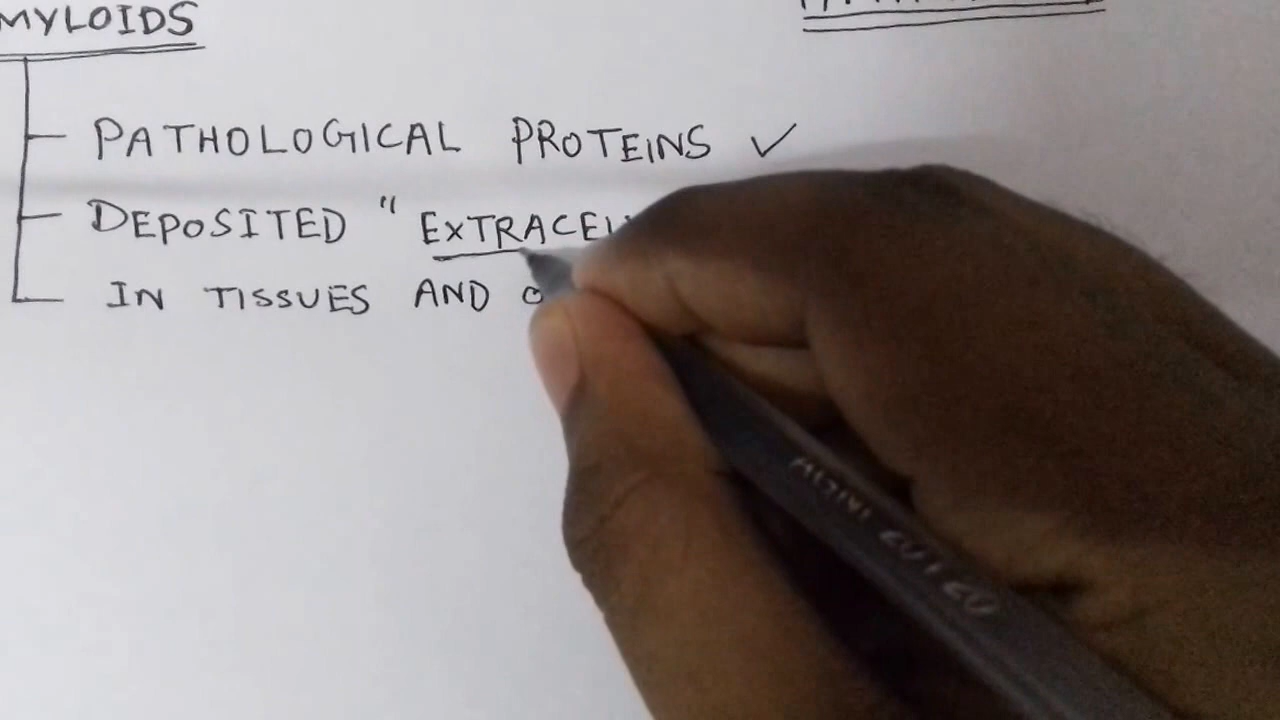 MYLOIDS
PATHOLOGICAL PROTEINS ✓
DEPOSITED " EXTRACEL
IN TISSUES AND O